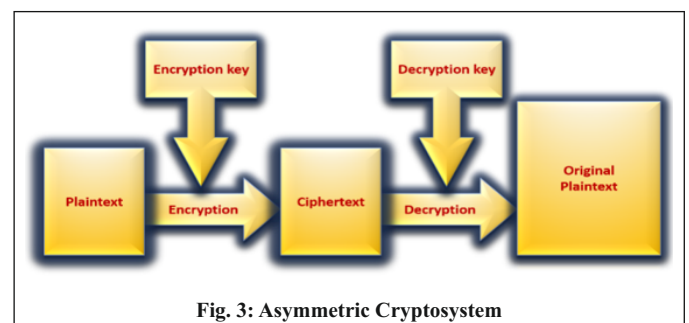 Encryption key
Decryption key
Plaintext
Encryption
Ciphertext
Decryption
Original
Plaintext
Fig. 3: Asymmetric Cryptosystem